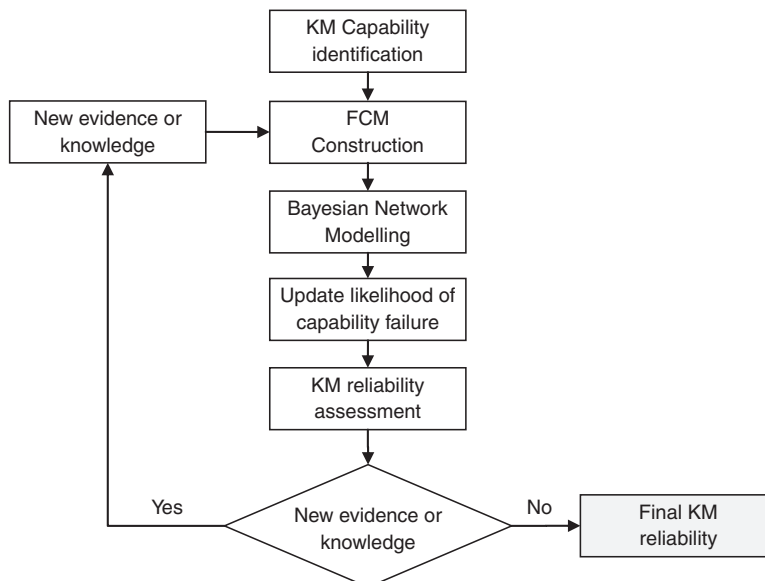 KM Capability
identification
New evidence or
knowledge
FCM
Construction
Bayesian Network
Modelling
Update likelihood of
capability failure
KM reliability
assessment
Yes
New evidence or
knowledge
No
Final KM
reliability